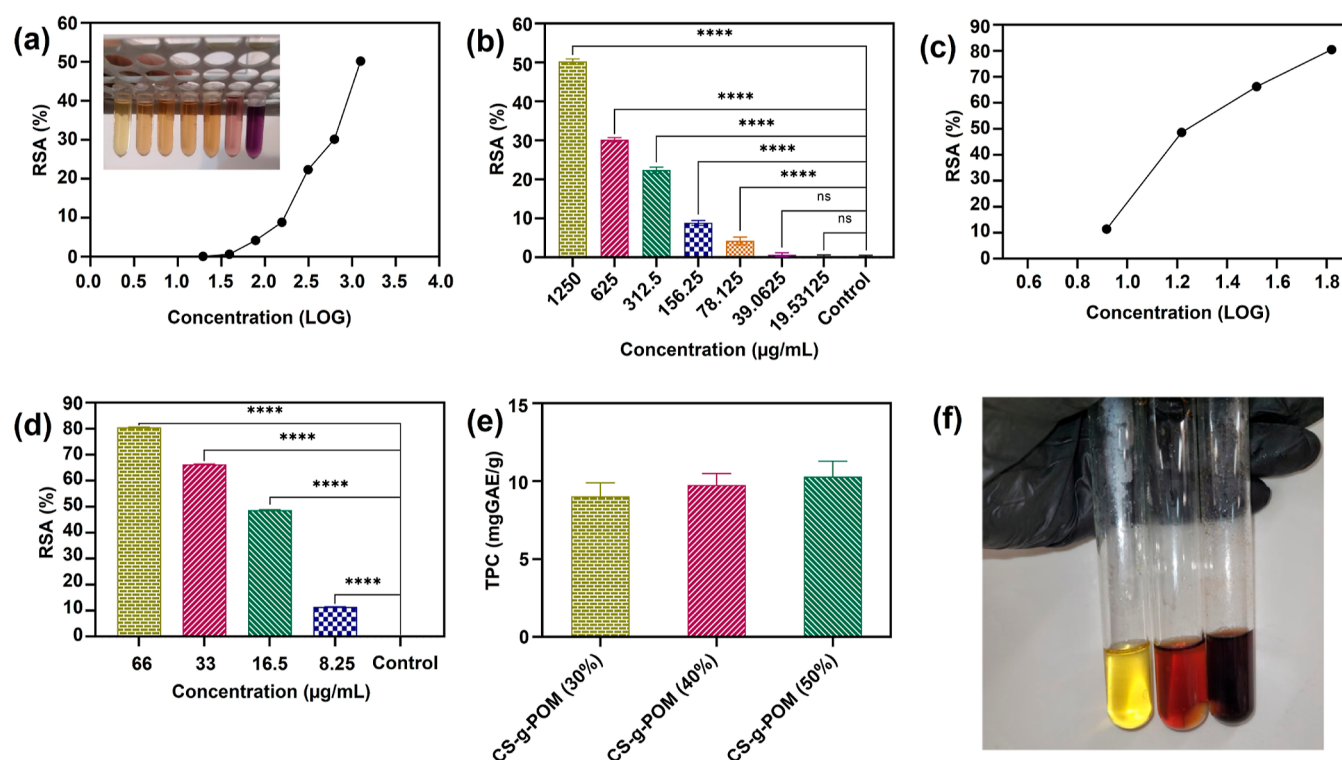 (a)
60
50
40
30
20
10
0
RSA (%)
0.0 0.5 1.0 1.5 2.0 2.5 3.0 3.5 4.0
Concentration (LOG)
(b)
60
50
40
30
20
10
0
RSA (%)
****
****
****
****
****
ns
ns
1250 625 312.5 156.25 78.125 39.0625 19.53125 Control
Concentration (µg/mL)
(c)
90
80
70
60
50
40
30
20
10
0
RSA (%)
0.6 0.8 1.0 1.2 1.4 1.6 1.8
Concentration (LOG)
(d)
90
80
70
60
50
40
30
20
10
0
RSA (%)
****
****
****
****
66 33 16.5 8.25 Control
Concentration (µg/mL)
(e)
15
10
5
0
TPC (mgGAE/g)
CS-g-POM (30%)
CS-g-POM (40%)
CS-g-POM (50%)
(f)